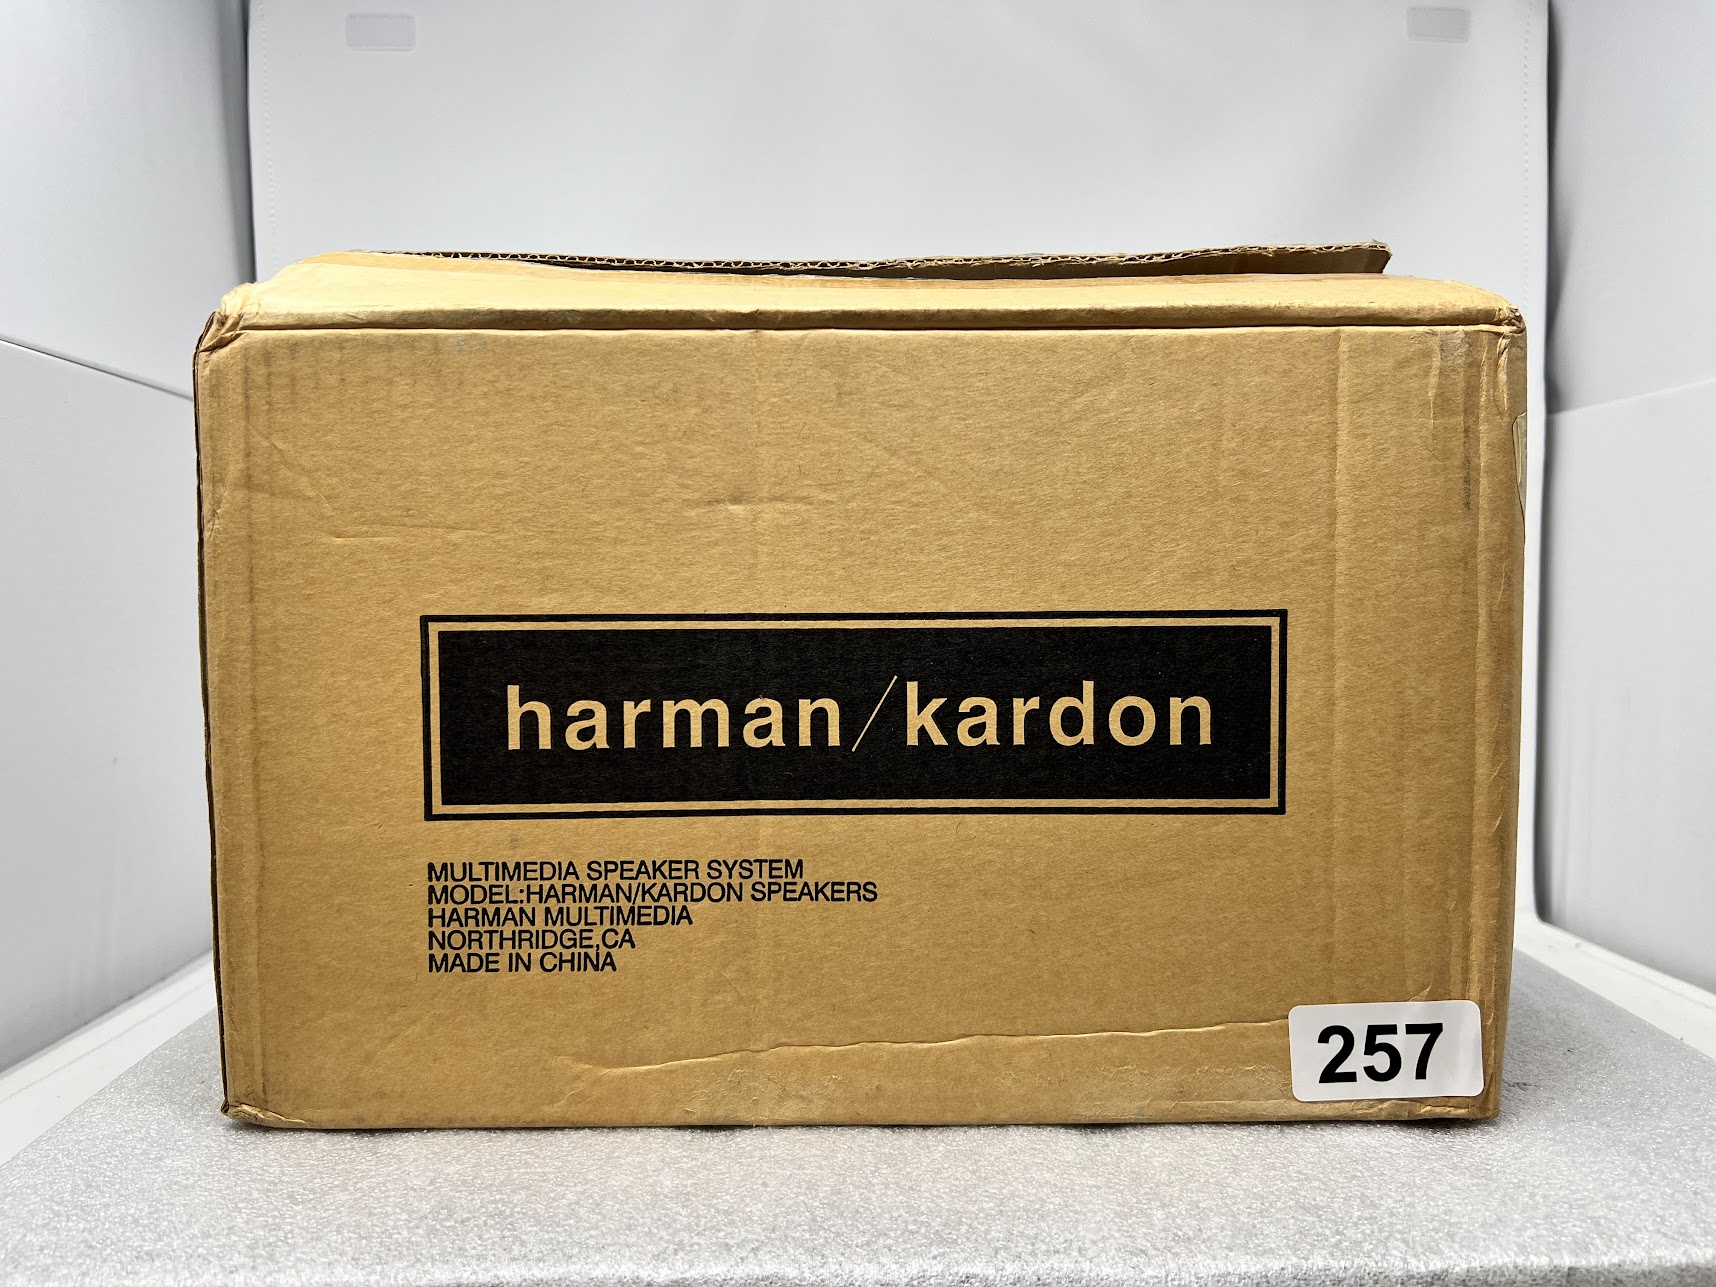 harman/kardon
MULTIMEDIA SPEAKER SYSTEM
MODEL:HARMAN/KARDON SPEAKERS
HARMAN MULTIMEDIA
NORTHRIDGE,CA
MADE IN CHINA
257